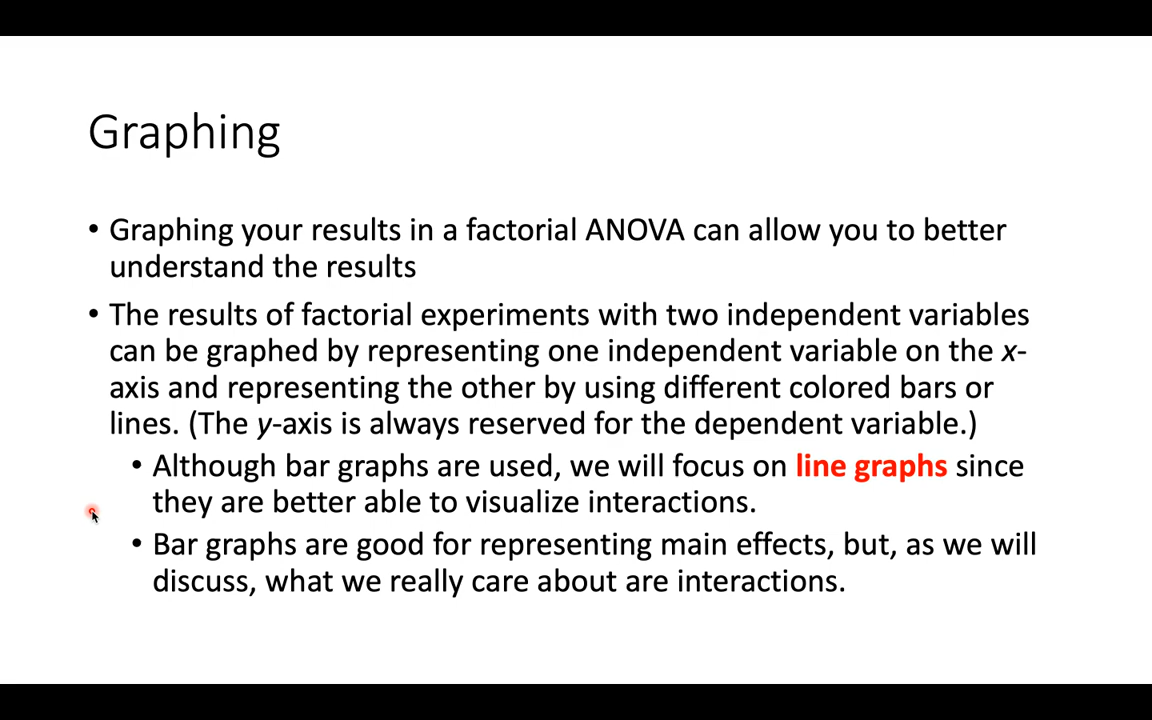 Graphing
• Graphing your results in a factorial ANOVA can allow you to better
understand the results
• The results of factorial experiments with two independent variables
can be graphed by representing one independent variable on the x-
axis and representing the other by using different colored bars or
lines. (The y-axis is always reserved for the dependent variable.)
• Although bar graphs are used, we will focus on line graphs since
they are better able to visualize interactions.
• Bar graphs are good for representing main effects, but, as we will
discuss, what we really care about are interactions.